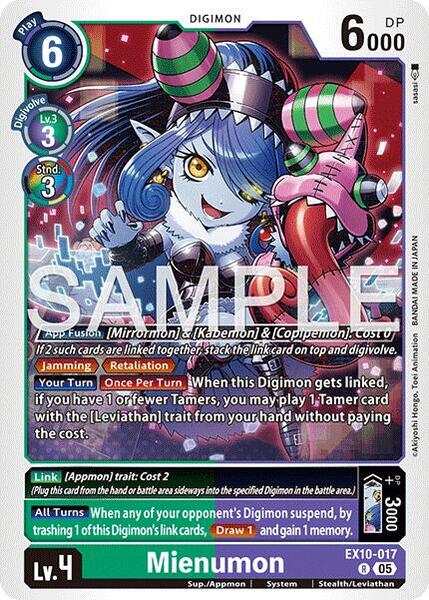 DIGIMON
Play
6
DP
6000
sasasi
Digivolve
Lv.3
3
Stnd.
3
SAMPLE
©Akiyoshi Hongo, Toei Animation BANDAI MADE IN JAPAN
App Fusion [Mirrormon] & [Kabemon] & [Copipemon]: Cost 0
If 2 such cards are linked together, stack the link card on top and digivolve.
Jamming Retaliation
Your Turn Once Per Turn When this Digimon gets linked,
if you have 1 or fewer Tamers, you may play 1 Tamer card
with the [Leviathan] trait from your hand without paying
the cost.
Link [Appmon] trait: Cost 2
(Plug this card from the hand or battle area sideways into the specified Digimon in the battle area.)
All Turns When any of your opponent's Digimon suspend, by
trashing 1 of this Digimon's link cards, Draw 1 and gain 1 memory.
DP
+3000
Lv.4
Mienumon
EX10-017
R 05
Sup./Appmon System Stealth/Leviathan